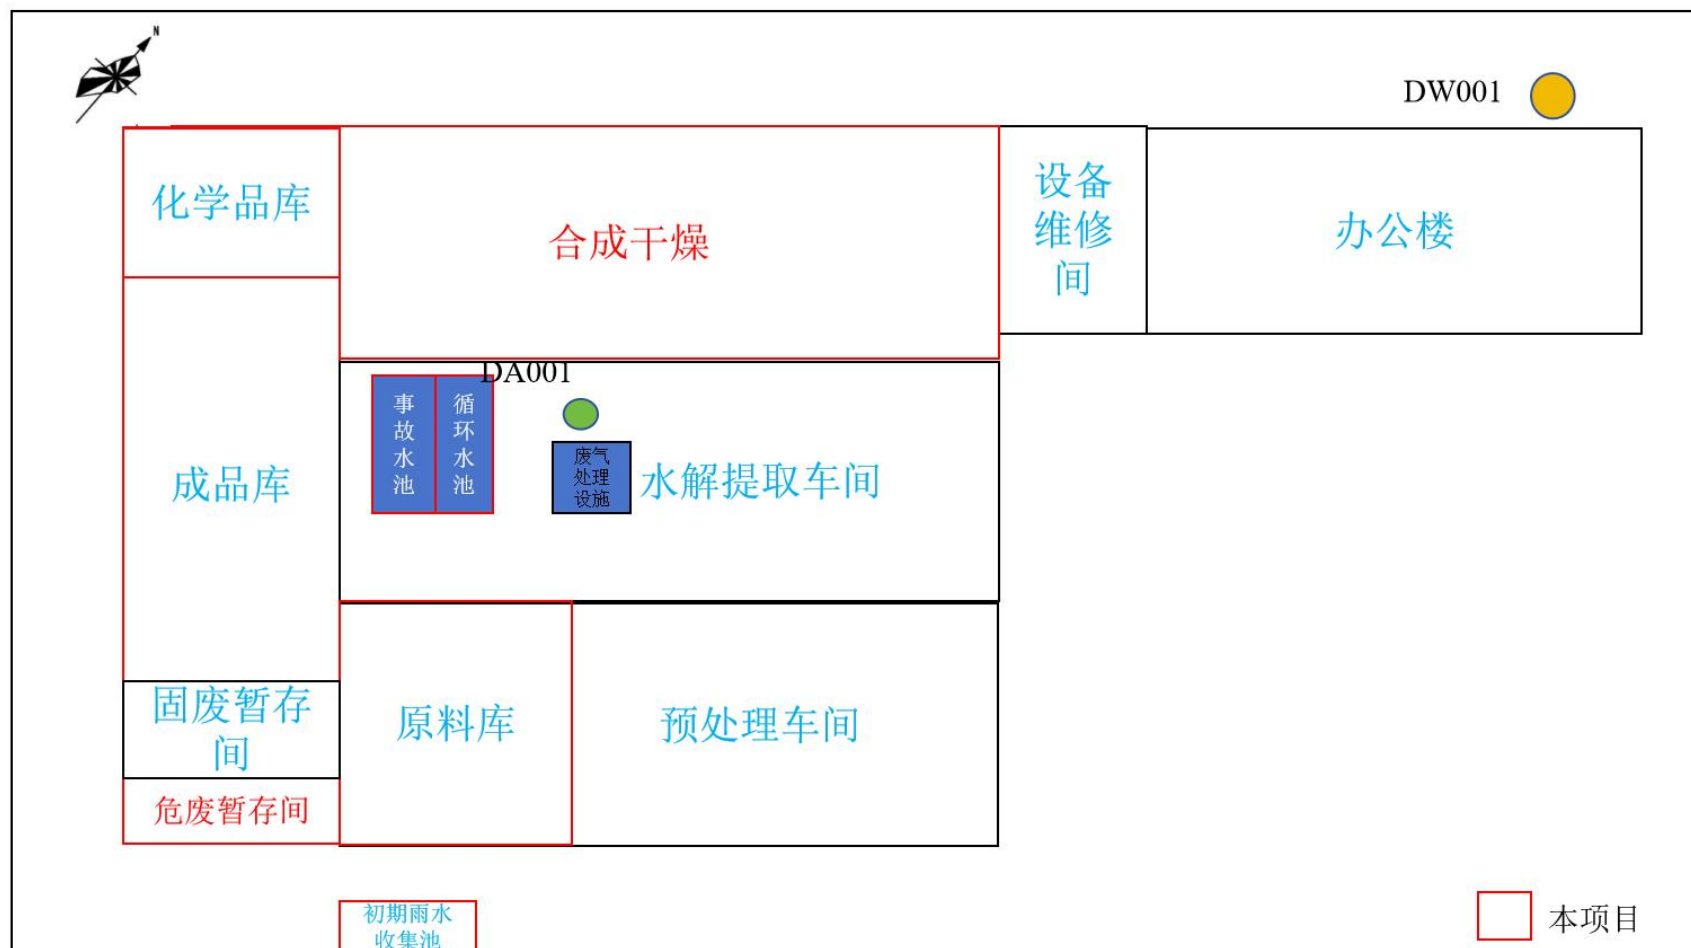 N
DW001
化学品库
合成干燥
设备
维修
间
办公楼
DA001
事
故
水
池
循
环
水
池
废气
处理
设施
水解提取车间
成品库
固废暂存
间
原料库
预处理车间
危废暂存间
初期雨水
收集池
本项目